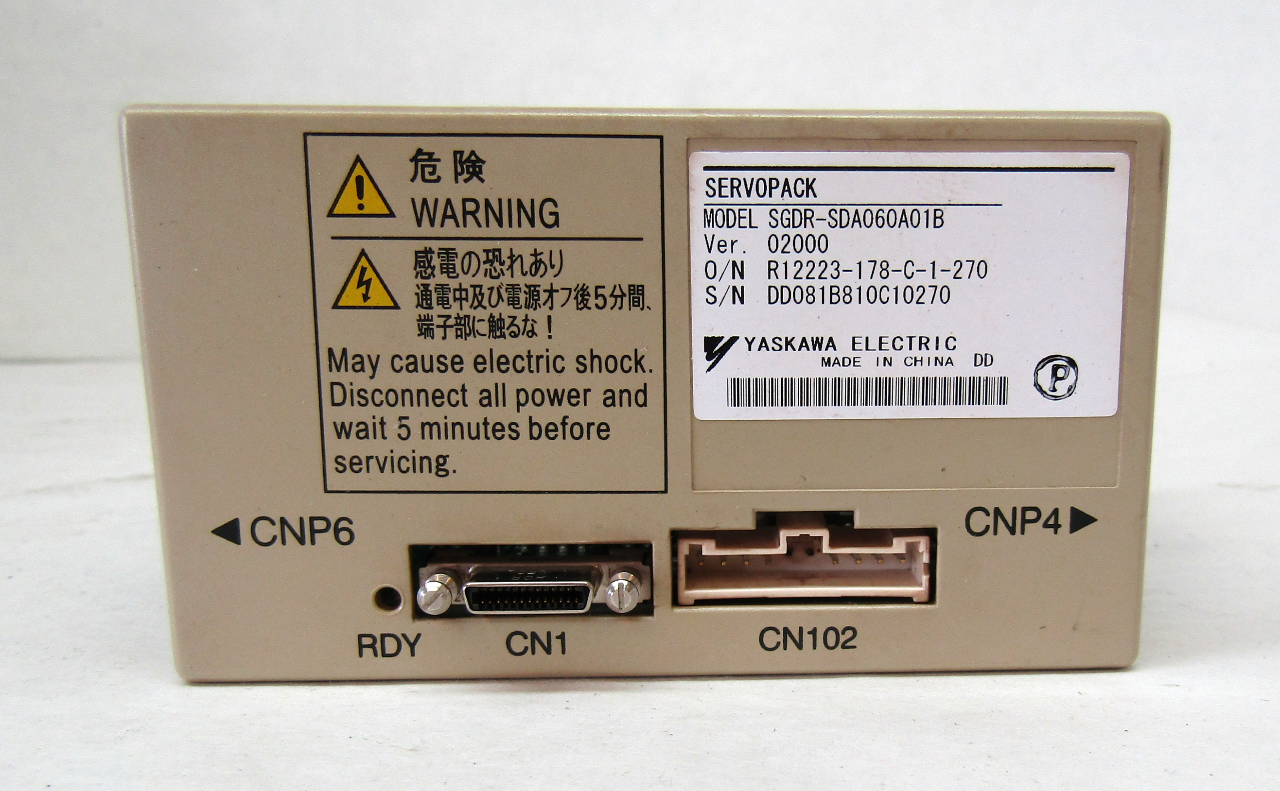 危険
WARNING
感電の恐れあり
通電中及び電源オフ後5分間、
端子部に触るな！
May cause electric shock.
Disconnect all power and
wait 5 minutes before
servicing.
SERVOPACK
MODEL SGDR-SDA060A01B
Ver. 02000
O/N R12223-178-C-1-270
S/N DD081B810C10270
YASKAWA ELECTRIC
MADE IN CHINA DD
P
◀CNP6
CNP4▶
RDY
CN1
CN102